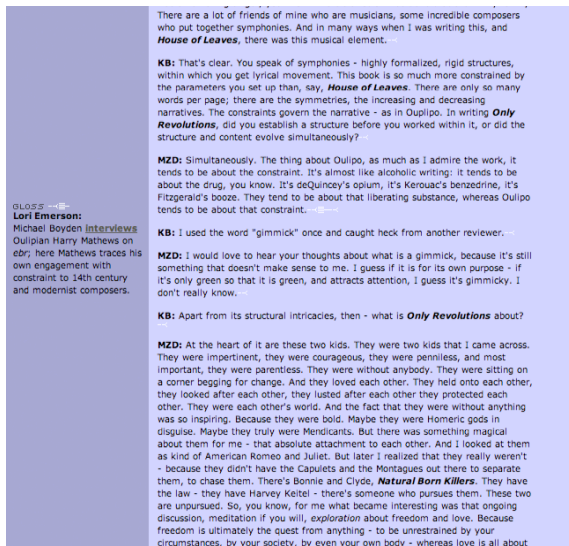 There are a lot of friends of mine who are musicians, some incredible composers
who put together symphonies. And in many ways when I was writing this, and
House of Leaves, there was this musical element.
KB: That's clear. You speak of symphonies - highly formalized, rigid structures,
within which you get lyrical movement. This book is so much more constrained by
the parameters you set up than, say, House of Leaves. There are only so many
words per page; there are the symmetries, the increasing and decreasing
narratives. The constraints govern the narrative - as in Ouplipo. In writing Only
Revolutions, did you establish a structure before you worked within it, or did the
structure and content evolve simultaneously?
MZD: Simultaneously. The thing about Oulipo, as much as I admire the work, it
tends to be about the constraint. It's almost like alcoholic writing: it tends to be
about the drug, you know. It's deQuincey's opium, it's Kerouac's benzedrine, it's
Fitzgerald's booze. They tend to be about that liberating substance, whereas Oulipo
tends to be about that constraint.
GLOSS
Lori Emerson:
Michael Boyden interviews
Oulipian Harry Mathews on
ebr; here Mathews traces his
own engagement with
constraint to 14th century
and modernist composers.
KB: I used the word "gimmick" once and caught heck from another reviewer.
MZD: I would love to hear your thoughts about what is a gimmick, because it's still
something that doesn't make sense to me. I guess if it is for its own purpose - if
it's only green so that it is green, and attracts attention, I guess it's gimmicky. I
don't really know.
KB: Apart from its structural intricacies, then - what is Only Revolutions about?
MZD: At the heart of it are these two kids. They were two kids that I came across.
They were impertinent, they were courageous, they were penniless, and most
important, they were parentless. They were without anybody. They were sitting on
a corner begging for change. And they loved each other. They held onto each other,
they looked after each other, they lusted after each other they protected each
other. They were each other's world. And the fact that they were without anything
was so inspiring. Because they were bold. Maybe they were Homeric gods in
disguise. Maybe they truly were Mendicants. But there was something magical
about them for me - that absolute attachment to each other. And I looked at them
as kind of American Romeo and Juliet. But later I realized that they really weren't
- because they didn't have the Capulets and the Montagues out there to separate
them, to chase them. There's Bonnie and Clyde, Natural Born Killers. They have
the law - they have Harvey Keitel - there's someone who pursues them. These two
are unpursued. So, you know, for me what became interesting was that ongoing
discussion, meditation if you will, exploration about freedom and love. Because
freedom is ultimately the quest from anything - to be unrestrained by your
circumstances, by your society, by even your own body - whereas love is all about